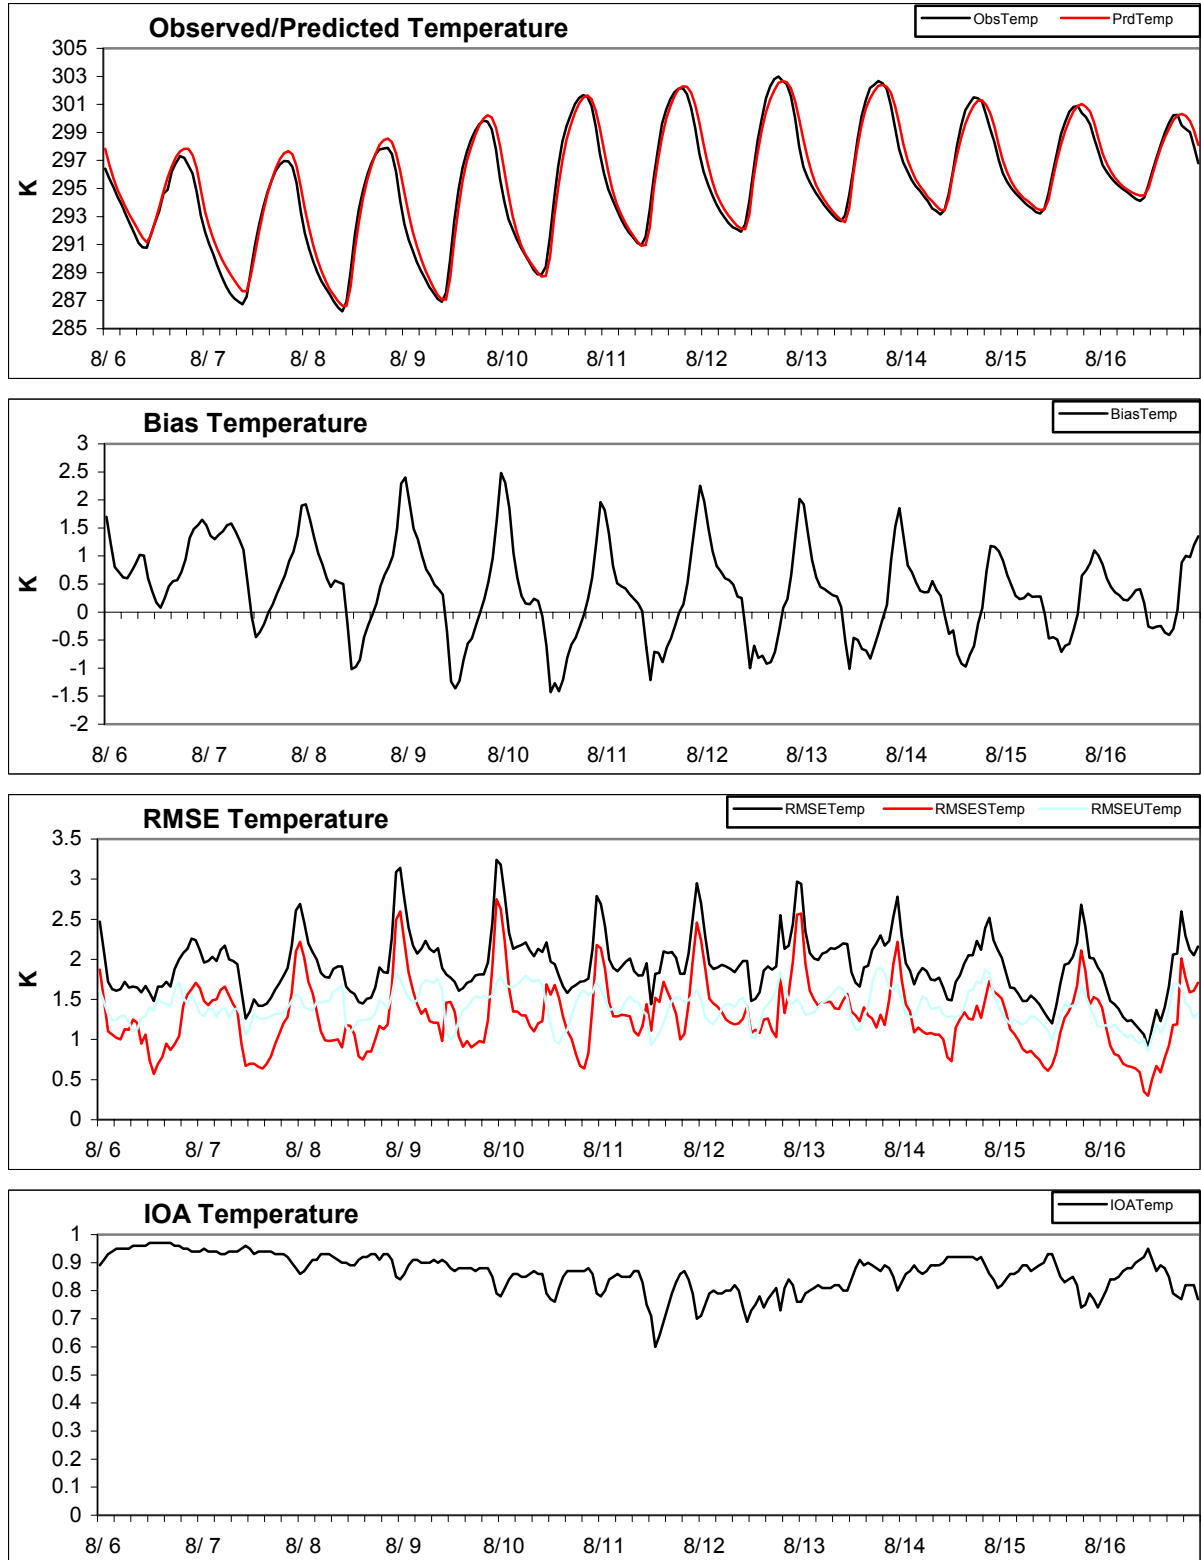 Observed/Predicted Temperature
ObsTemp PrdTemp
305
303
301
299
297
295
293
291
289
287
285
K
8/ 6 8/ 7 8/ 8 8/ 9 8/10 8/11 8/12 8/13 8/14 8/15 8/16
Bias Temperature
BiasTemp
3
2.5
2
1.5
1
0.5
0
-0.5
-1
-1.5
-2
K
8/ 6 8/ 7 8/ 8 8/ 9 8/10 8/11 8/12 8/13 8/14 8/15 8/16
RMSE Temperature
RMSETemp RMSESTemp RMSEUTemp
3.5
3
2.5
2
1.5
1
0.5
0
K
8/ 6 8/ 7 8/ 8 8/ 9 8/10 8/11 8/12 8/13 8/14 8/15 8/16
IOA Temperature
IOATemp
1
0.9
0.8
0.7
0.6
0.5
0.4
0.3
0.2
0.1
0
8/ 6 8/ 7 8/ 8 8/ 9 8/10 8/11 8/12 8/13 8/14 8/15 8/16